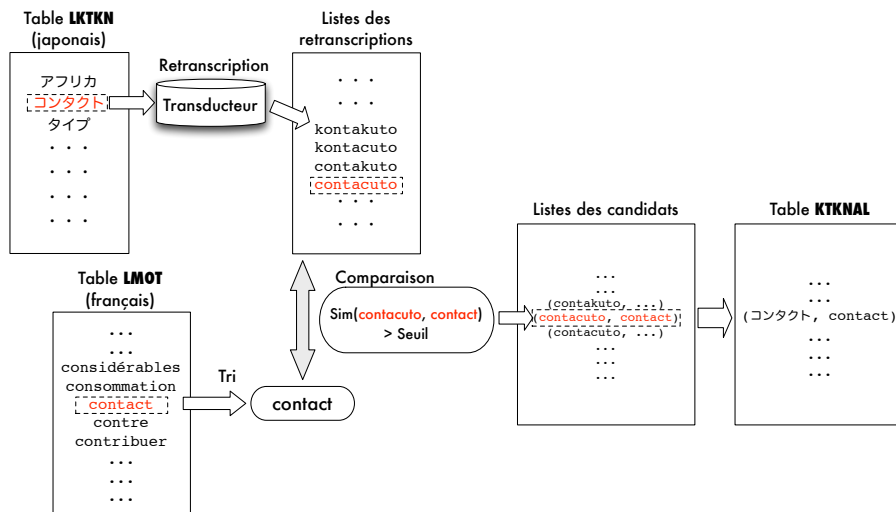 Table LKTKN
(japonais)
アフリカ
コンタクト
タイプ
. . .
. . .
. . .
. . .
Retranscription
Transducteur
Listes des
retranscriptions
. . .
. . .
kontakuto
kontacuto
contakuto
contacuto
. . .
. . .
Table LMOT
(français)
...
...
considérables
consommation
contact
contre
contribuer
...
...
...
Tri
contact
Comparaison
Sim(contacuto, contact)
> Seuil
Listes des candidats
...
...
(contakuto, ...)
(contacuto, contact)
(contacuto, ...)
...
...
...
Table KTKNAL
...
...
(コンタクト, contact)
...
...
...